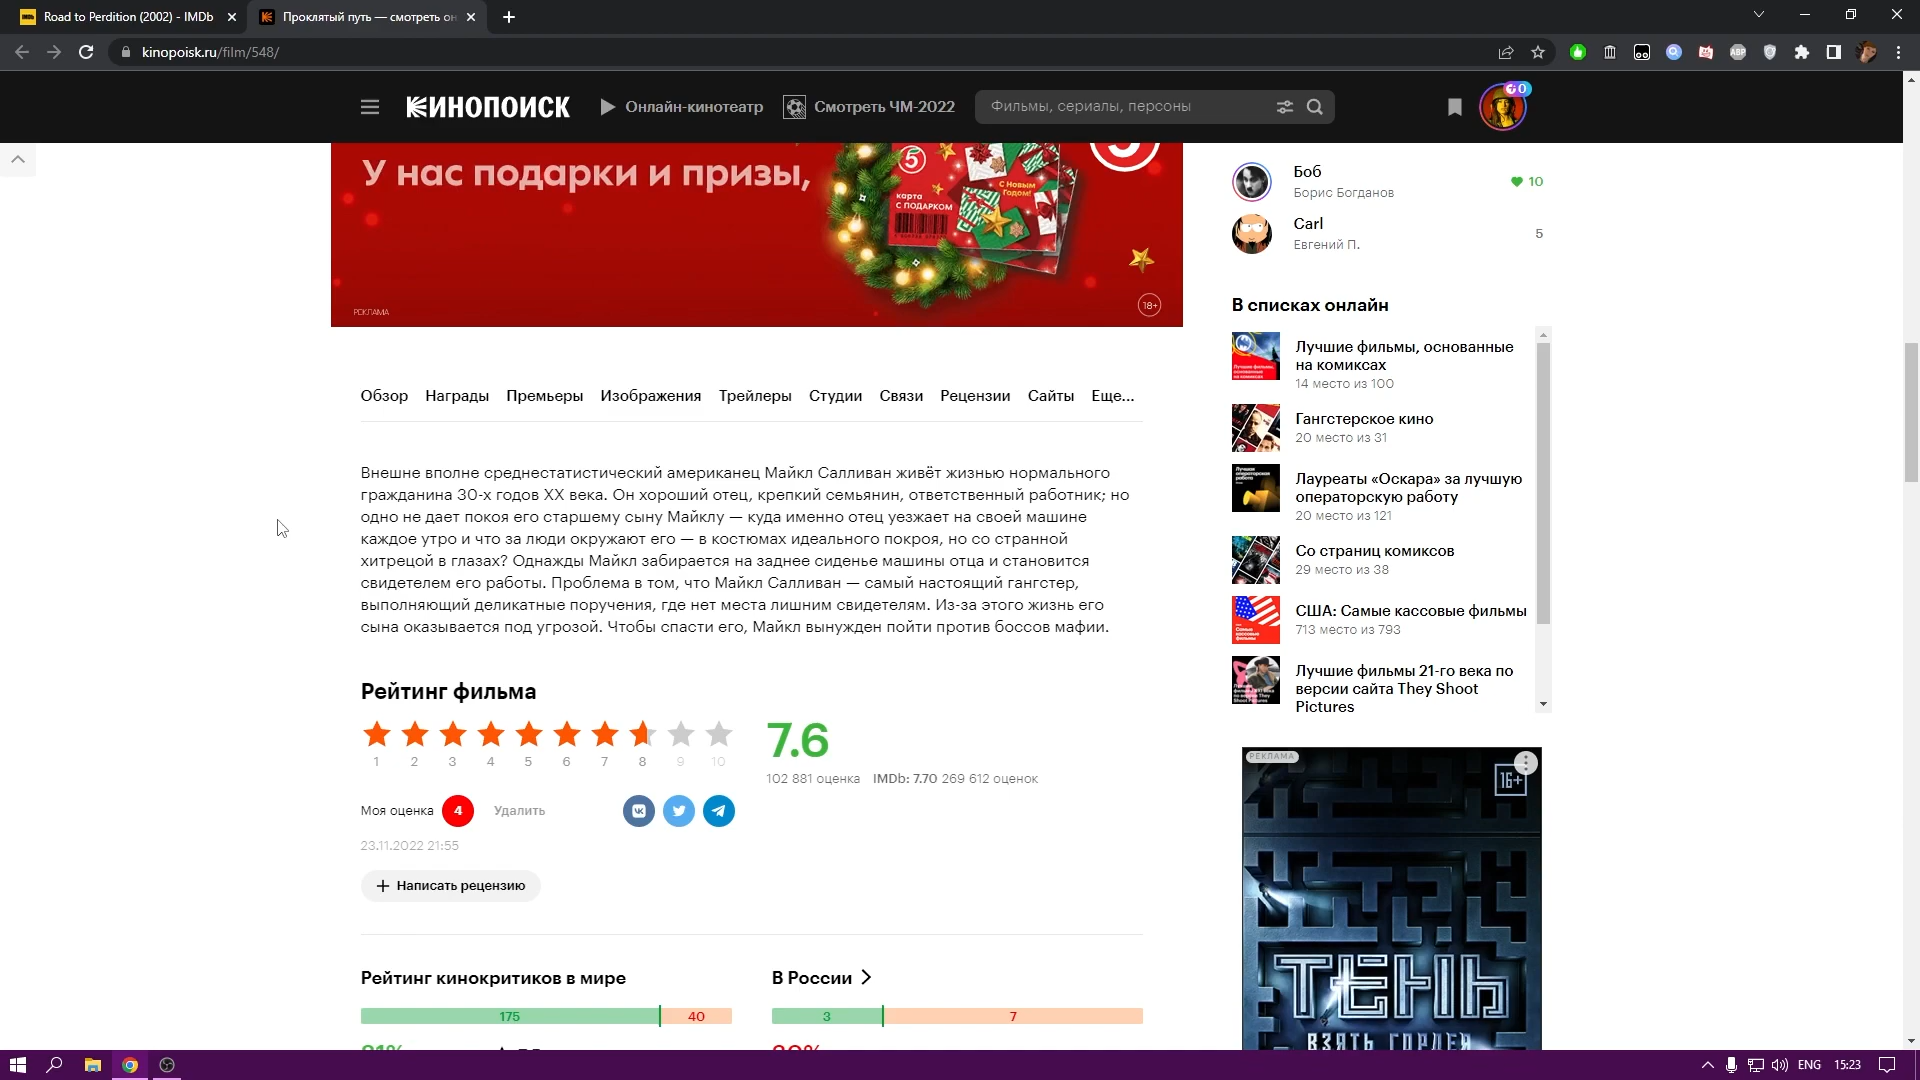 Road to Perdition (2002) - IMDb
Проклятый путь — смотреть он
kinopoisk.ru/film/548/
КИНОПОИСК
Онлайн-кинотеатр
Смотреть ЧМ-2022
Фильмы, сериалы, персоны
0
У нас подарки и призы,
5
карта
с подарком
С Новым
Годом!
РЕКЛАМА
18+
Обзор Награды Премьеры Изображения Трейлеры Студии Связи Рецензии Сайты Еще...
Внешне вполне среднестатистический американец Майкл Салливан живёт жизнью нормального
гражданина 30-х годов XX века. Он хороший отец, крепкий семьянин, ответственный работник; но
одно не дает покоя его старшему сыну Майклу — куда именно отец уезжает на своей машине
каждое утро и что за люди окружают его — в костюмах идеального покроя, но со странной
хитрецой в глазах? Однажды Майкл забирается на заднее сиденье машины отца и становится
свидетелем его работы. Проблема в том, что Майкл Салливан — самый настоящий гангстер,
выполняющий деликатные поручения, где нет места лишним свидетелям. Из-за этого жизнь его
сына оказывается под угрозой. Чтобы спасти его, Майкл вынужден пойти против боссов мафии.
Рейтинг фильма
1 2 3 4 5 6 7 8 9 10
7.6
102 881 оценка IMDb: 7.70 269 612 оценок
Моя оценка 4 Удалить
23.11.2022 21:55
Написать рецензию
Рейтинг кинокритиков в мире
175 40
В России
3 7
Боб
Борис Богданов
10
Carl
Евгений П.
5
В списках онлайн
Лучшие фильмы, основанные
на комиксах
14 место из 100
Гангстерское кино
20 место из 31
Лауреаты «Оскара» за лучшую
операторскую работу
20 место из 121
Со страниц комиксов
29 место из 38
США: Самые кассовые фильмы
713 место из 793
Лучшие фильмы 21-го века по
версии сайта They Shoot
Pictures
РЕКЛАМА
16+
ТЕНЬ
ВЗЯТЬ ГОРДЕЯ
ABP
ENG 15:23